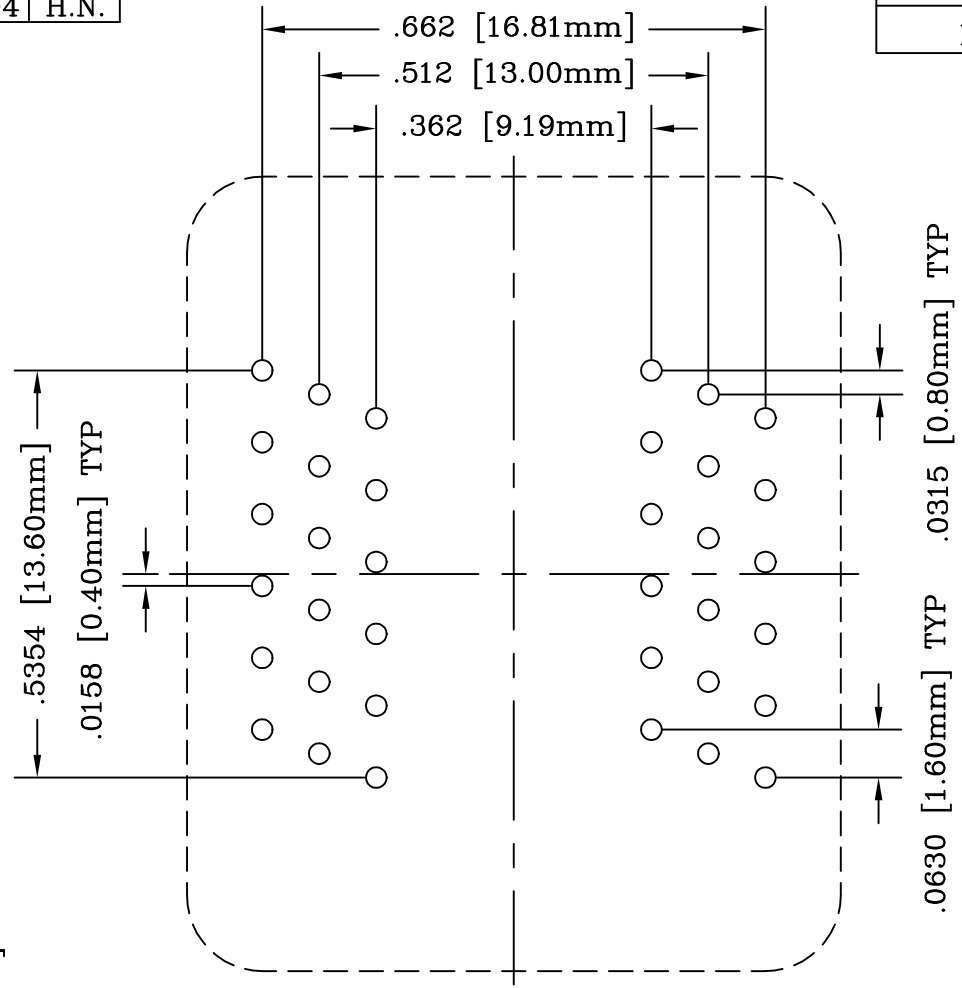 H.N.
.662 [16.81mm]
.512 [13.00mm]
.362 [9.19mm]
.0315 [0.80mm] TYP
.5354 [13.60mm]
.0158 [0.40mm] TYP
.0630 [1.60mm] TYP